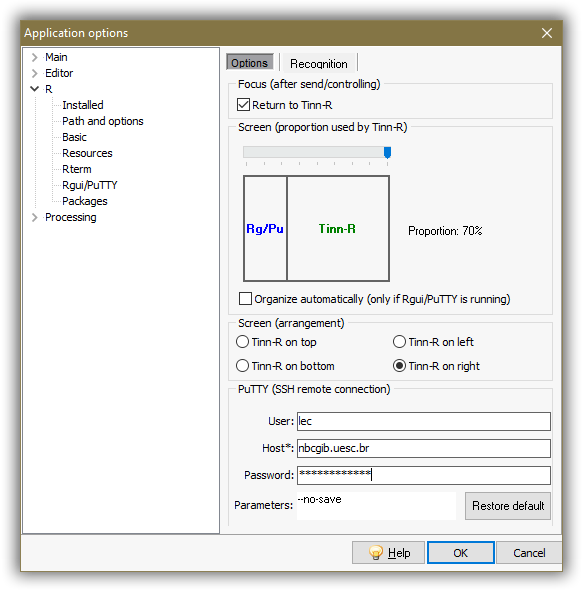 Application options
Main
Editor
R
Installed
Path and options
Basic
Resources
Rterm
Rgui/PuTTY
Packages
Processing
Options
Recognition
Focus (after send/controlling)
Return to Tinn-R
Screen (proportion used by Tinn-R)
Rg/Pu Tinn-R
Proportion: 70%
Organize automatically (only if Rgui/PuTTY is running)
Screen (arrangement)
Tinn-R on top Tinn-R on left
Tinn-R on bottom Tinn-R on right
PuTTY (SSH remote connection)
User: lec
Host*: nbcgib.uesc.br
Password: ************
Parameters: --no-save
Restore default
Help OK Cancel